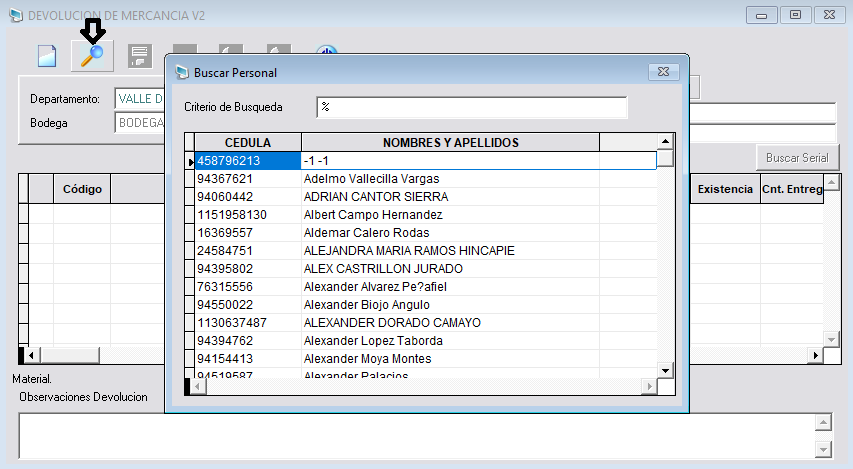 DEVOLUCION DE MERCANCIA V2
Buscar Personal
Criterio de Busqueda
%
Departamento:
VALLE D
Bodega
BODEGA
Buscar Serial
CEDULA NOMBRES Y APELLIDOS
458796213 -1 -1
94367621 Adelmo Vallecilla Vargas
94060442 ADRIAN CANTOR SIERRA
1151958130 Albert Campo Hernandez
16369557 Aldemar Calero Rodas
24584751 ALEJANDRA MARIA RAMOS HINCAPIE
94395802 ALEX CASTRILLON JURADO
76315556 Alexander Alvarez Pe?afiel
94550022 Alexander Biojo Angulo
1130637487 ALEXANDER DORADO CAMAYO
94394762 Alexander Lopez Taborda
94154413 Alexander Moya Montes
94519587 Alexander Palacios
Código
Existencia Cnt. Entreg
Material.
Observaciones Devolucion